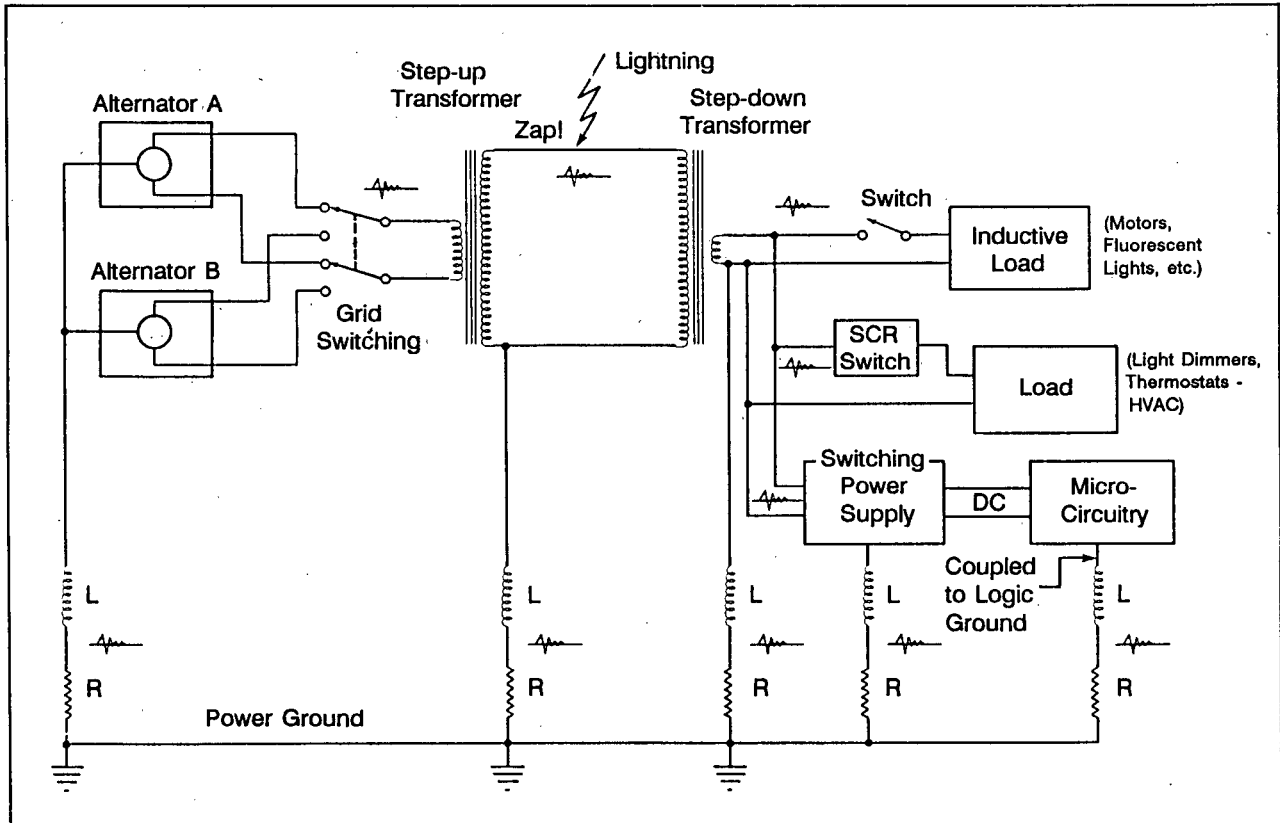 Alternator A
Step-up
Transformer
Lightning
Zap!
Step-down
Transformer
Alternator B
Grid
Switching
Switch
Inductive
Load
(Motors,
Fluorescent
Lights, etc.)
SCR
Switch
Load
(Light Dimmers,
Thermostats -
HVAC)
Switching
Power
Supply
DC
Micro-
Circuitry
Coupled
to Logic
Ground
L
L
L
L
L
R
R
R
R
R
Power Ground